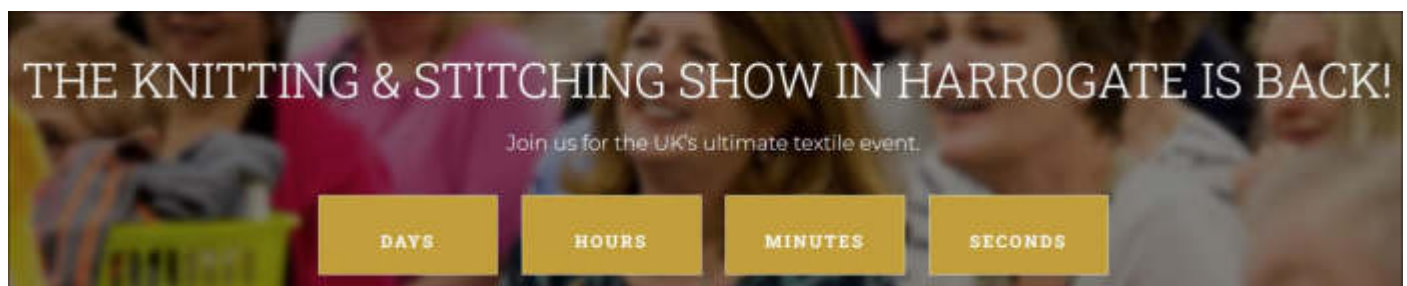 THE KNITTING & STITCHING SHOW IN HARROGATE IS BACK!
Join us for the UK's ultimate textile event.
DAYS HOURS MINUTES SECONDS